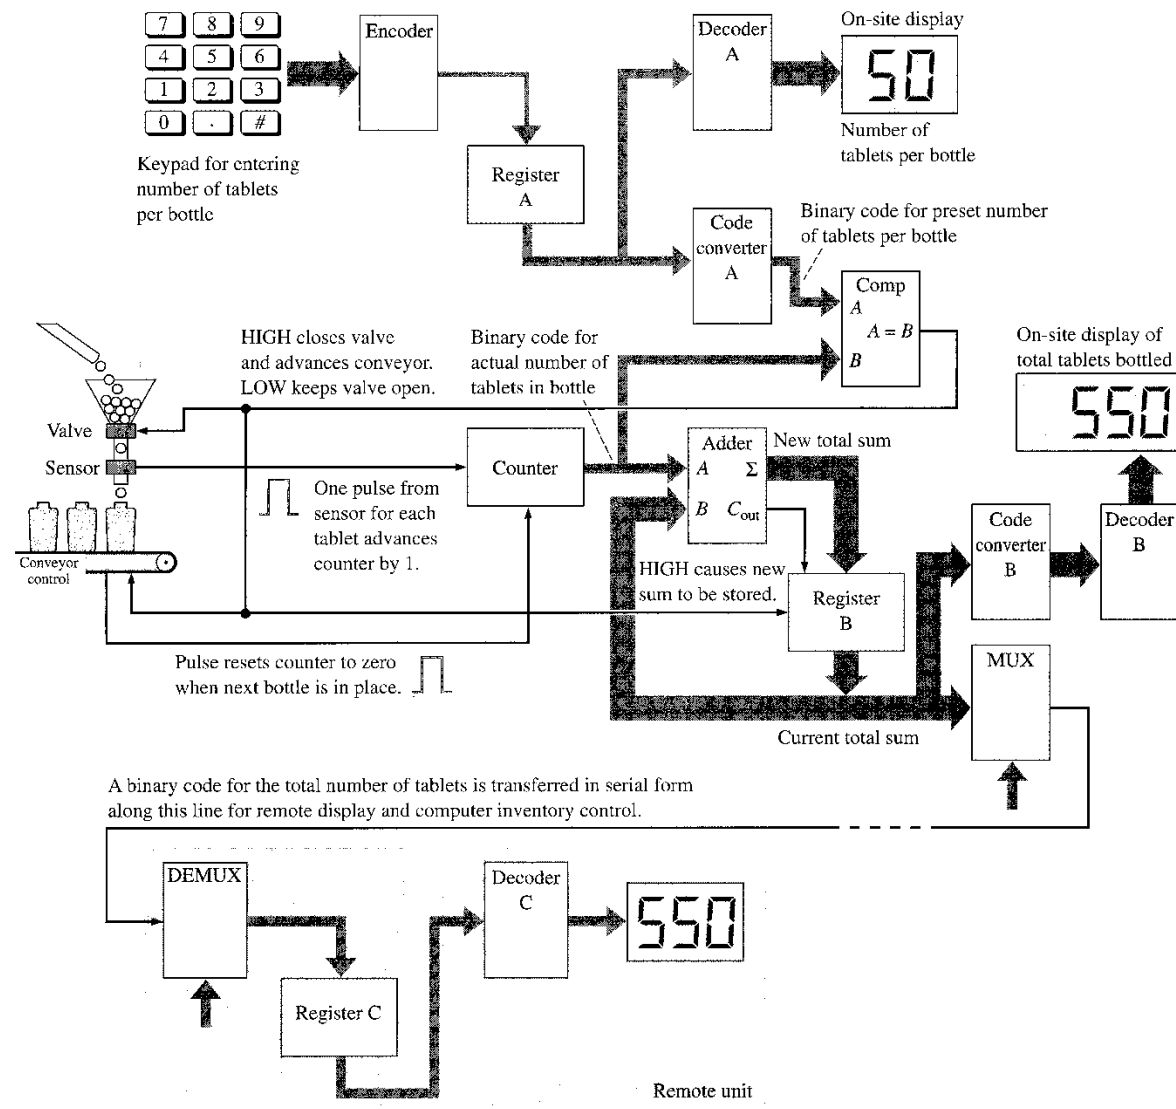 7 8 9
4 5 6
1 2 3
0 . #
Keypad for entering
number of tablets
per bottle
Encoder
Register
A
Decoder
A
On-site display
50
Number of
tablets per bottle
Code
converter
A
Binary code for preset number
of tablets per bottle
Comp
A
A = B
B
HIGH closes valve
and advances conveyor.
LOW keeps valve open.
Binary code for
actual number of
tablets in bottle
On-site display of
total tablets bottled
550
Valve
Sensor
Counter
Adder
A Σ
B Cout
New total sum
One pulse from
sensor for each
tablet advances
counter by 1.
Conveyor
control
HIGH causes new
sum to be stored.
Register
B
Code
converter
B
Decoder
B
Pulse resets counter to zero
when next bottle is in place.
MUX
Current total sum
A binary code for the total number of tablets is transferred in serial form
along this line for remote display and computer inventory control.
DEMUX
Register C
Decoder
C
550
Remote unit